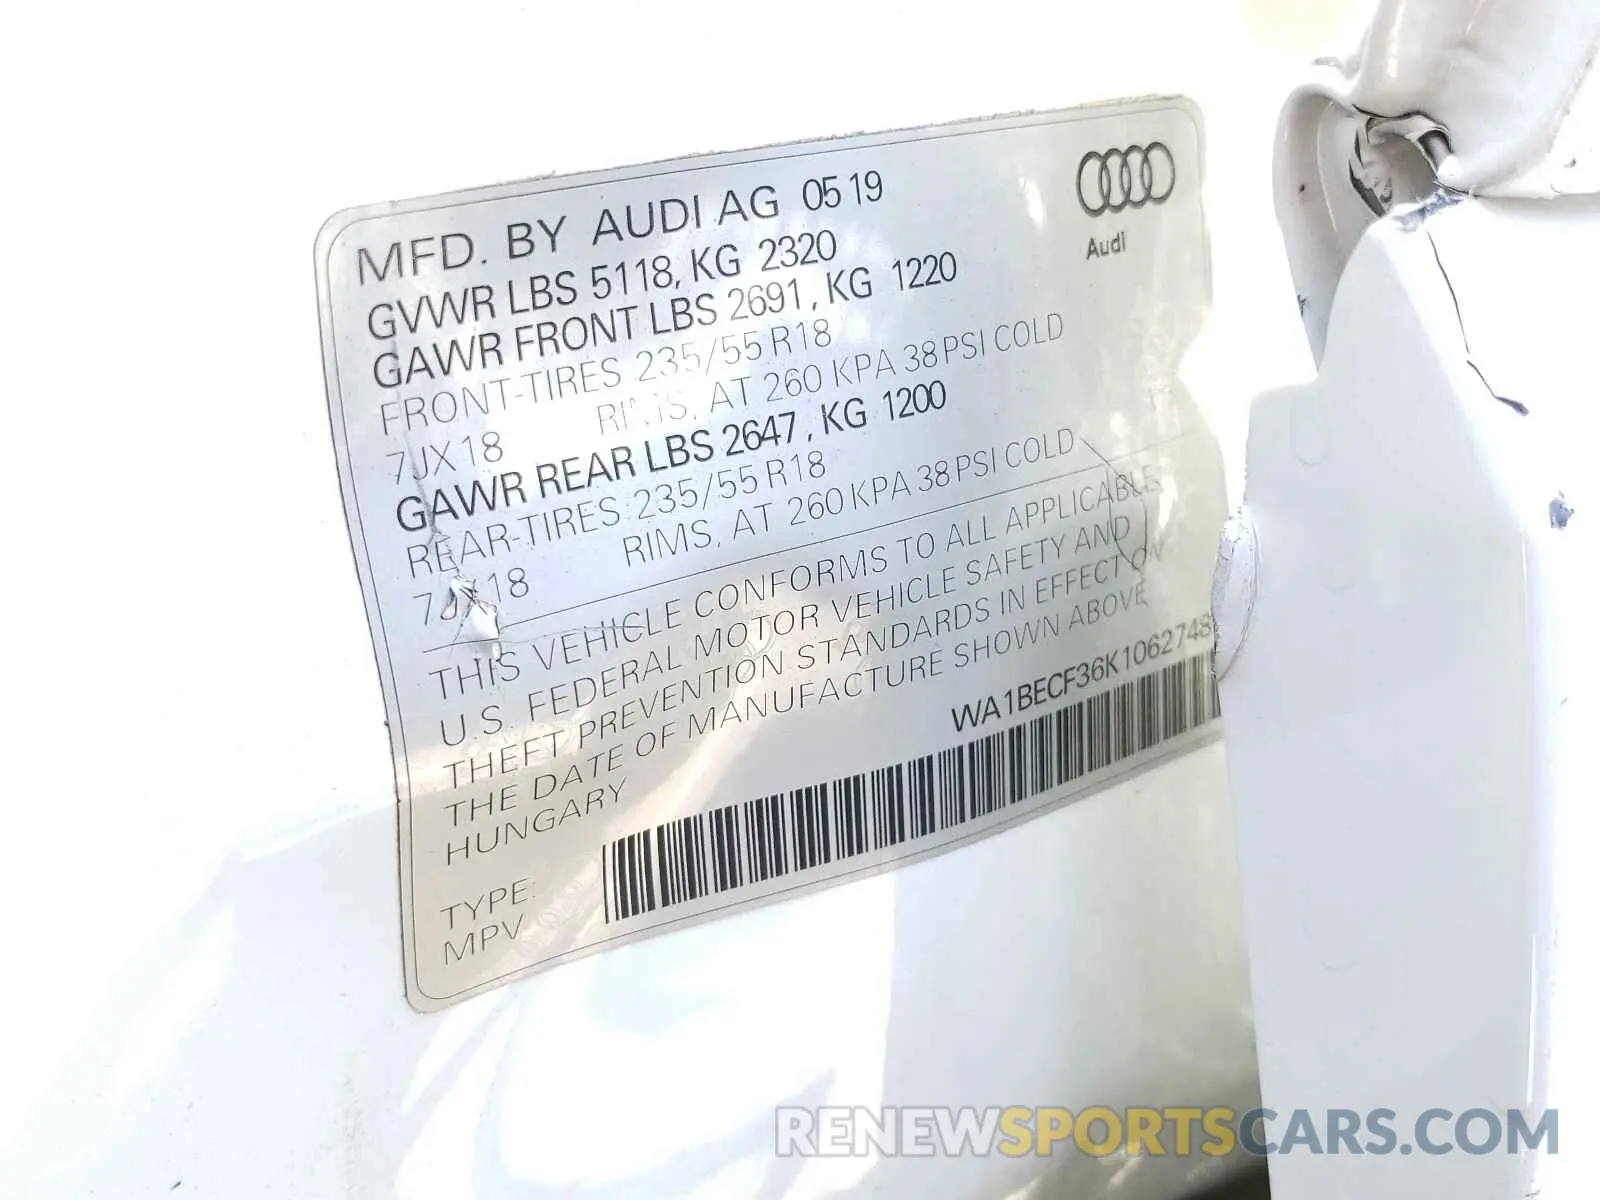 MFD. BY AUDI AG 05 19
Audi
GVWR LBS 5118, KG 2320
GAWR FRONT LBS 2691, KG 1220
FRONT-TIRES 235/55 R18
7JX18 RIMS, AT 260 KPA 38 PSI COLD
GAWR REAR LBS 2647, KG 1200
REAR-TIRES 235/55 R18
7JX18 RIMS, AT 260 KPA 38 PSI COLD
THIS VEHICLE CONFORMS TO ALL APPLICABLE
U.S. FEDERAL MOTOR VEHICLE SAFETY AND
THEFT PREVENTION STANDARDS IN EFFECT ON
THE DATE OF MANUFACTURE SHOWN ABOVE
HUNGARY
WA1BECF36K1062748
TYPE:
MPV
RENEWSPORTSCARS.COM